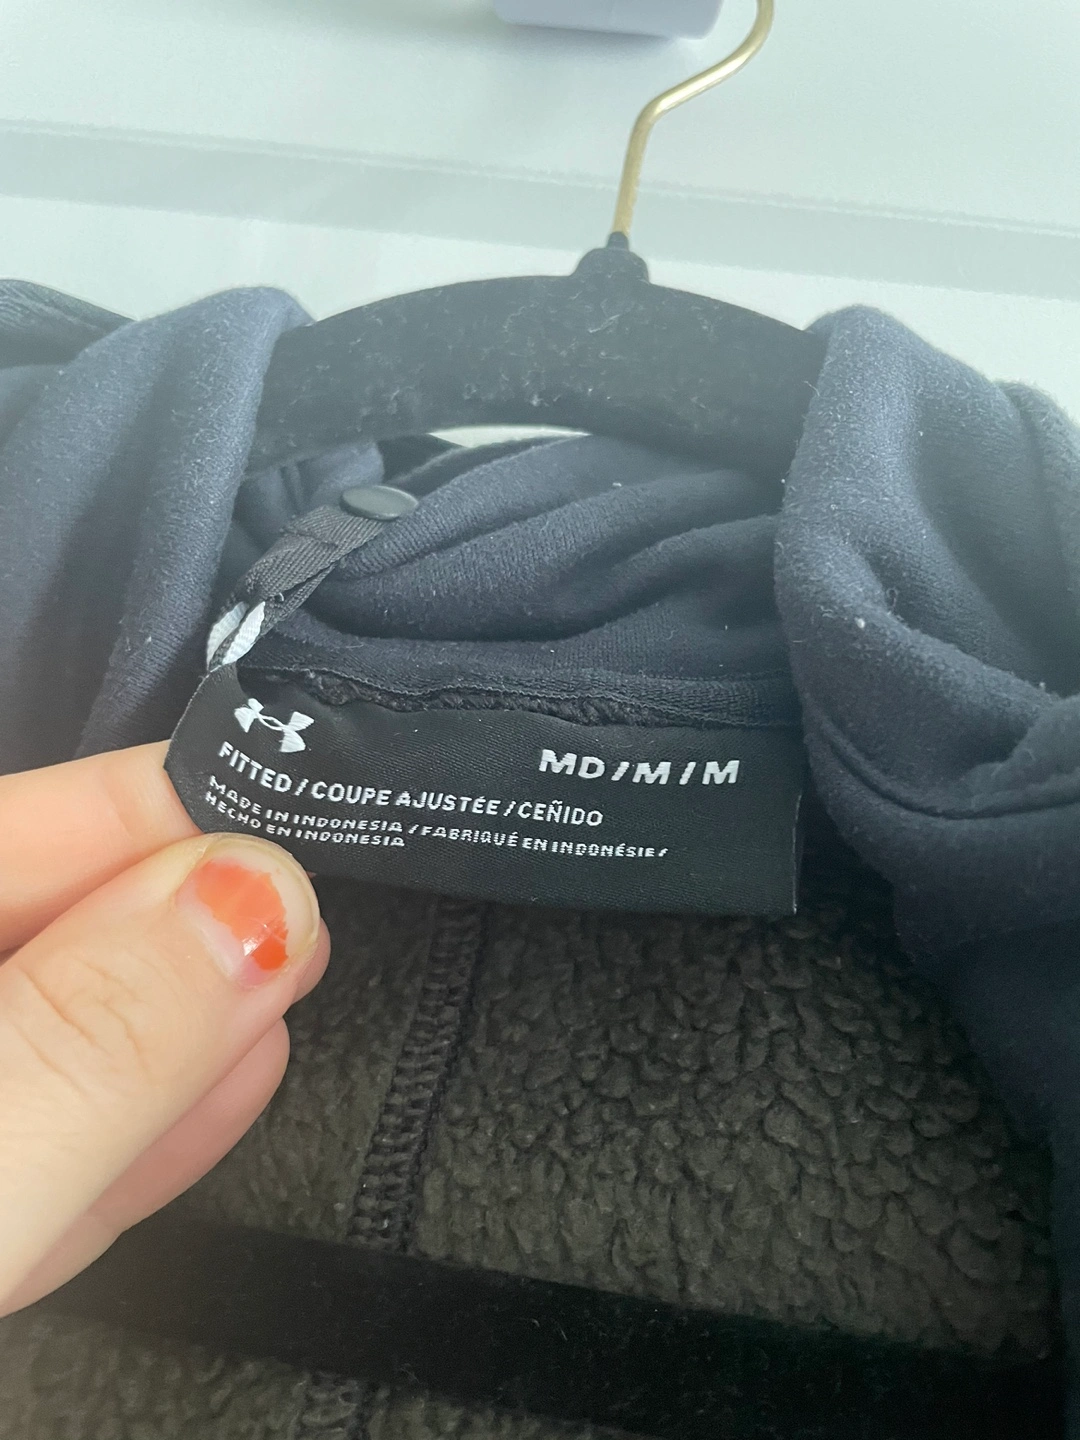 MD/M/M
FITTED/COUPE AJUSTÉE/CEÑIDO
MADE IN INDONESIA/FABRIQUÉ EN INDONÉSIE/
HECHO EN INDONESIA